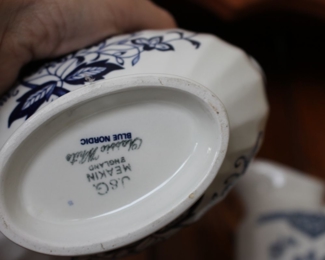 J&G.
MEAKIN
ENGLAND
Classic White
BLUE NORDIC